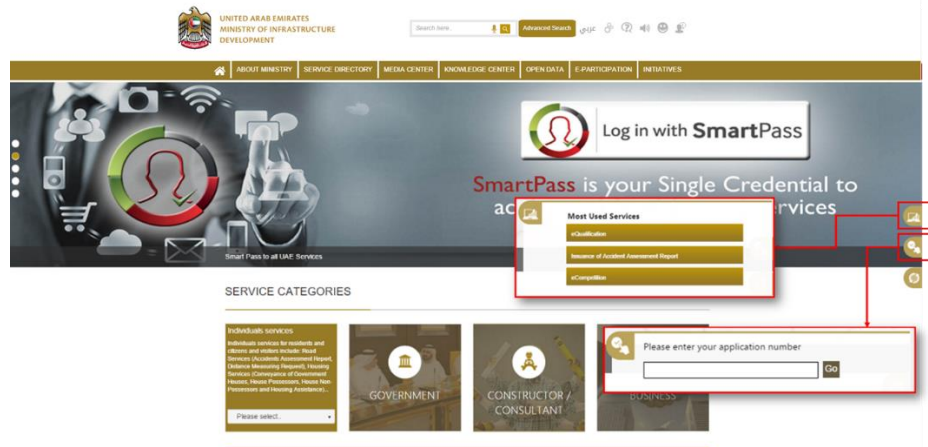 UNITED ARAB EMIRATES
MINISTRY OF INFRASTRUCTURE
DEVELOPMENT
Search here
Advanced Search
عربي
ABOUT MINISTRY SERVICE DIRECTORY MEDIA CENTER KNOWLEDGE CENTER OPEN DATA E-PARTICIPATION INITIATIVES
Log in with SmartPass
SmartPass is your Single Credential to
ac rvices
Most Used Services
eQualification
Issuance of Accident Assessment Report
eCompetition
Smart Pass to all UAE Services
SERVICE CATEGORIES
Individuals services
Individuals services for residents and
citizens and visitors include: Road
Services (Accidents Assessment Report,
Distance Measuring Request), Housing
Services (Conveyance of Government
Houses, House Possessors, House Non
Possessors and Housing Assistance)...
Please select..
GOVERNMENT
CONSTRUCTOR /
CONSULTANT
BUSINESS
Please enter your application number
Go